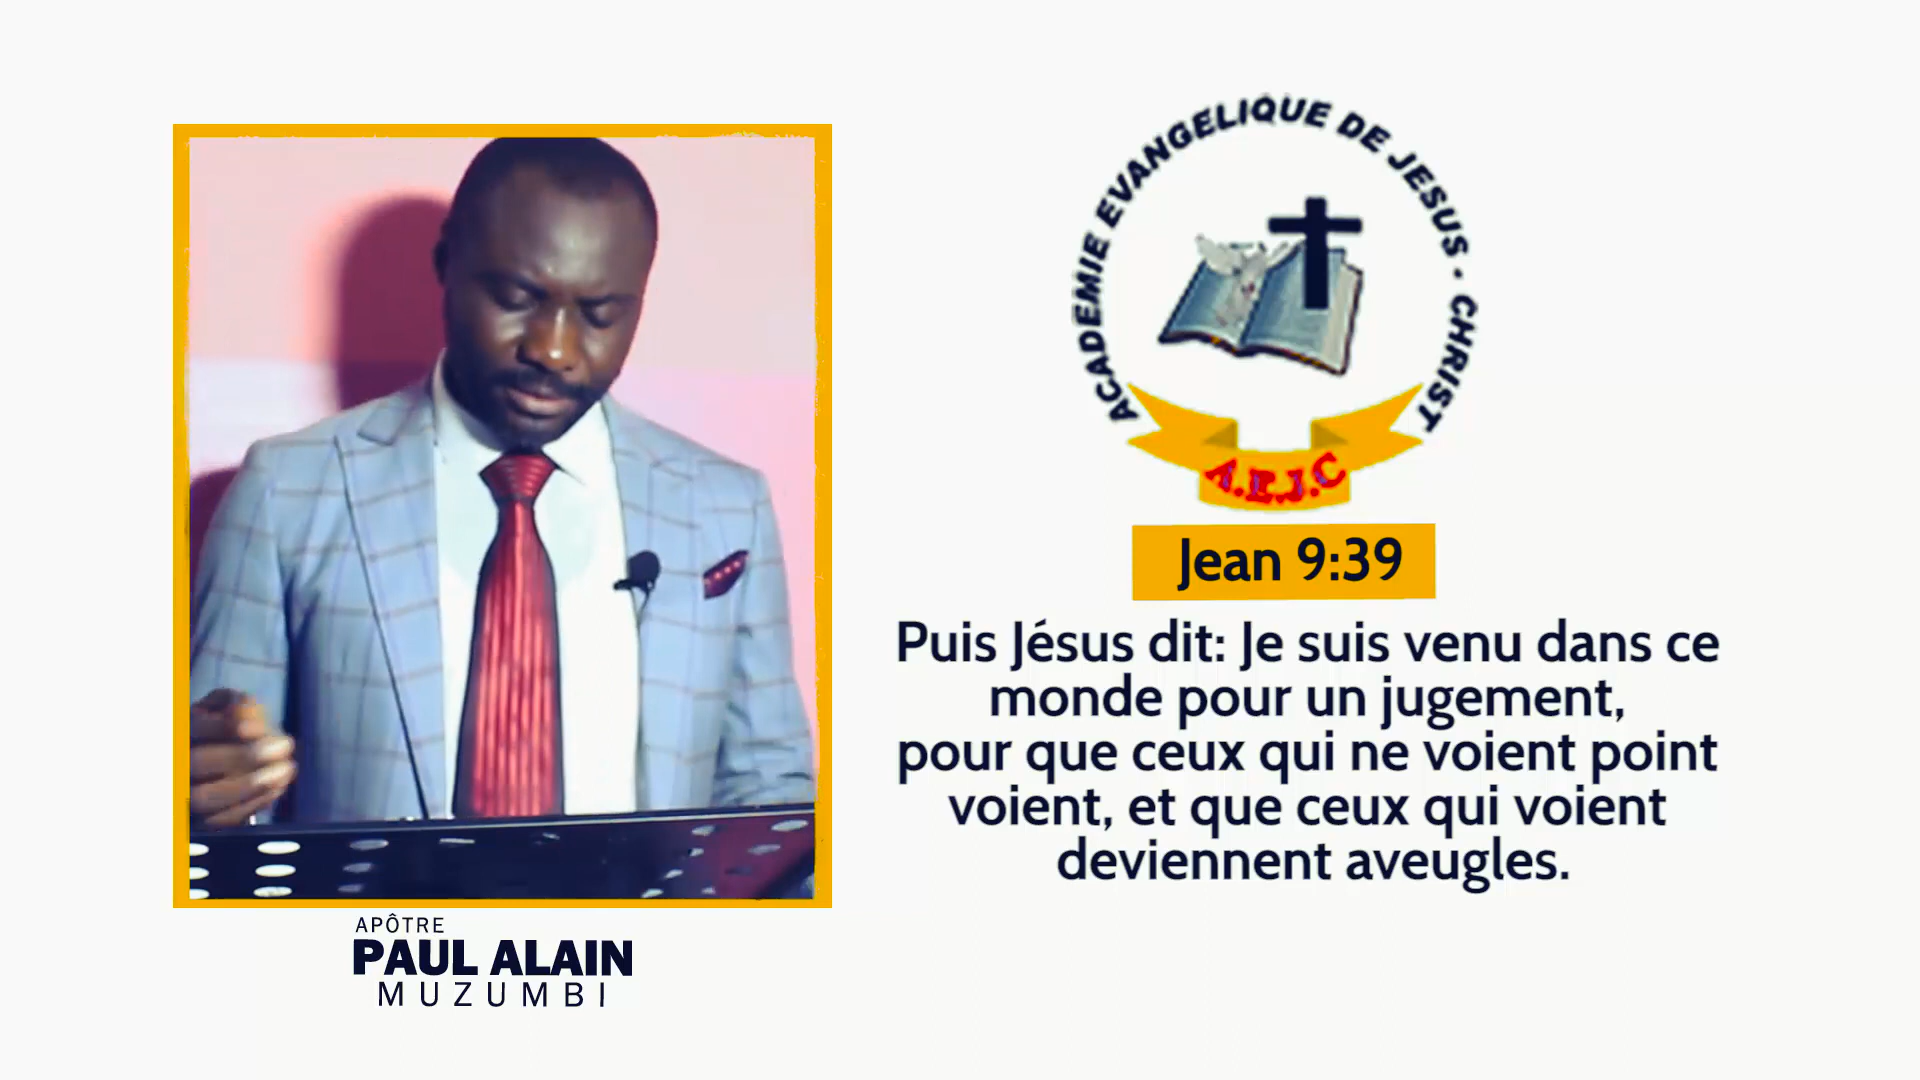 ACADEMIE EVANGELIQUE DE JESUS - CHRIST
A.E.J.C
Jean 9:39
Puis Jésus dit: Je suis venu dans ce
monde pour un jugement,
pour que ceux qui ne voient point
voient, et que ceux qui voient
deviennent aveugles.
APÔTRE
PAUL ALAIN
MUZUMBI